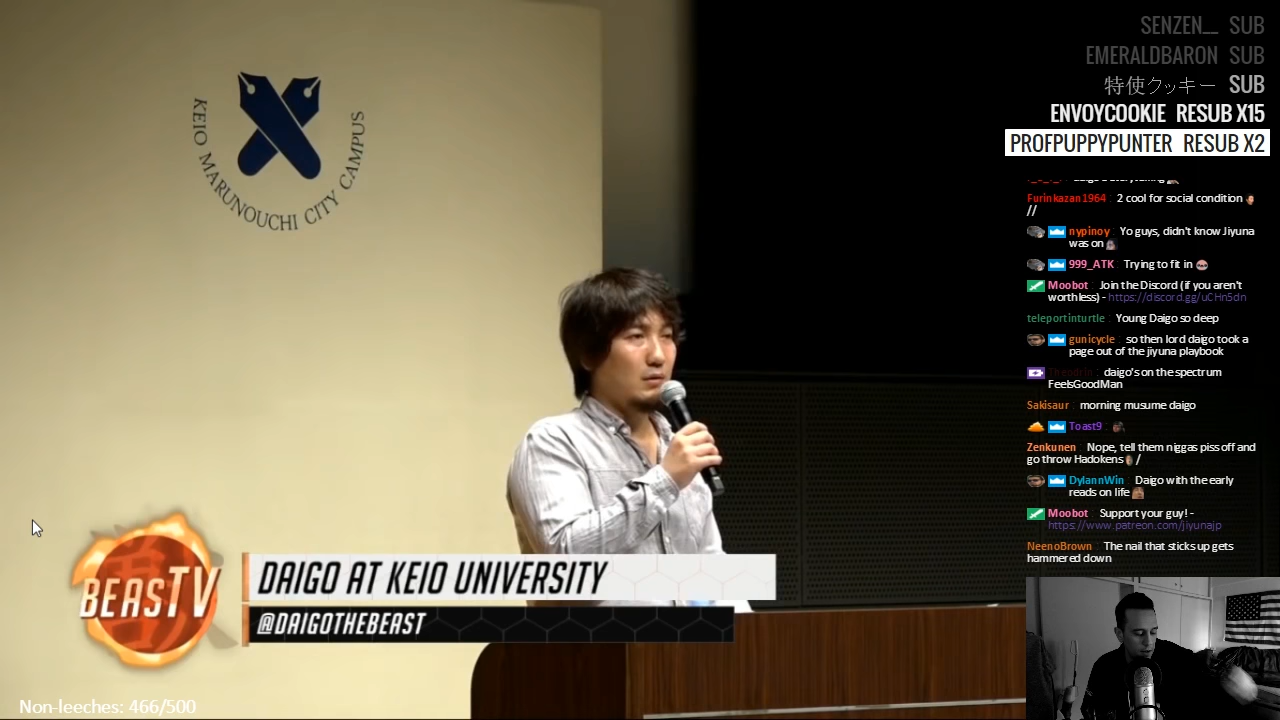 SENZEN__ SUB
EMERALDBARON SUB
特使クッキー SUB
ENVOYCOOKIE RESUB X15
PROFPUPPYPUNTER RESUB X2
KEIO MARUNOUCHI CITY CAMPUS
Furinkazan1964 2 cool for social condition
//
nypinoy Yo guys, didn't know Jiyuna
was on
999_ATK Trying to fit in
Moobot Join the Discord (if you aren't
worthless) - https://discord.gg/uCHn5dn
teleportinturtle Young Daigo so deep
gunicycle so then lord daigo took a
page out of the jiyuna playbook
daigo's on the spectrum
FeelsGoodMan
Sakisaur morning musume daigo
Toast9
Zenkunen Nope, tell them niggas piss off and
go throw Hadokens /
DylannWin Daigo with the early
reads on life
Moobot Support your guy! -
https://www.patreon.com/jiyunajp
NeenoBrown The nail that sticks up gets
hammered down
BEASTV
DAIGO AT KEIO UNIVERSITY
@DAIGOTHEBEAST
Non-leeches: 466/500